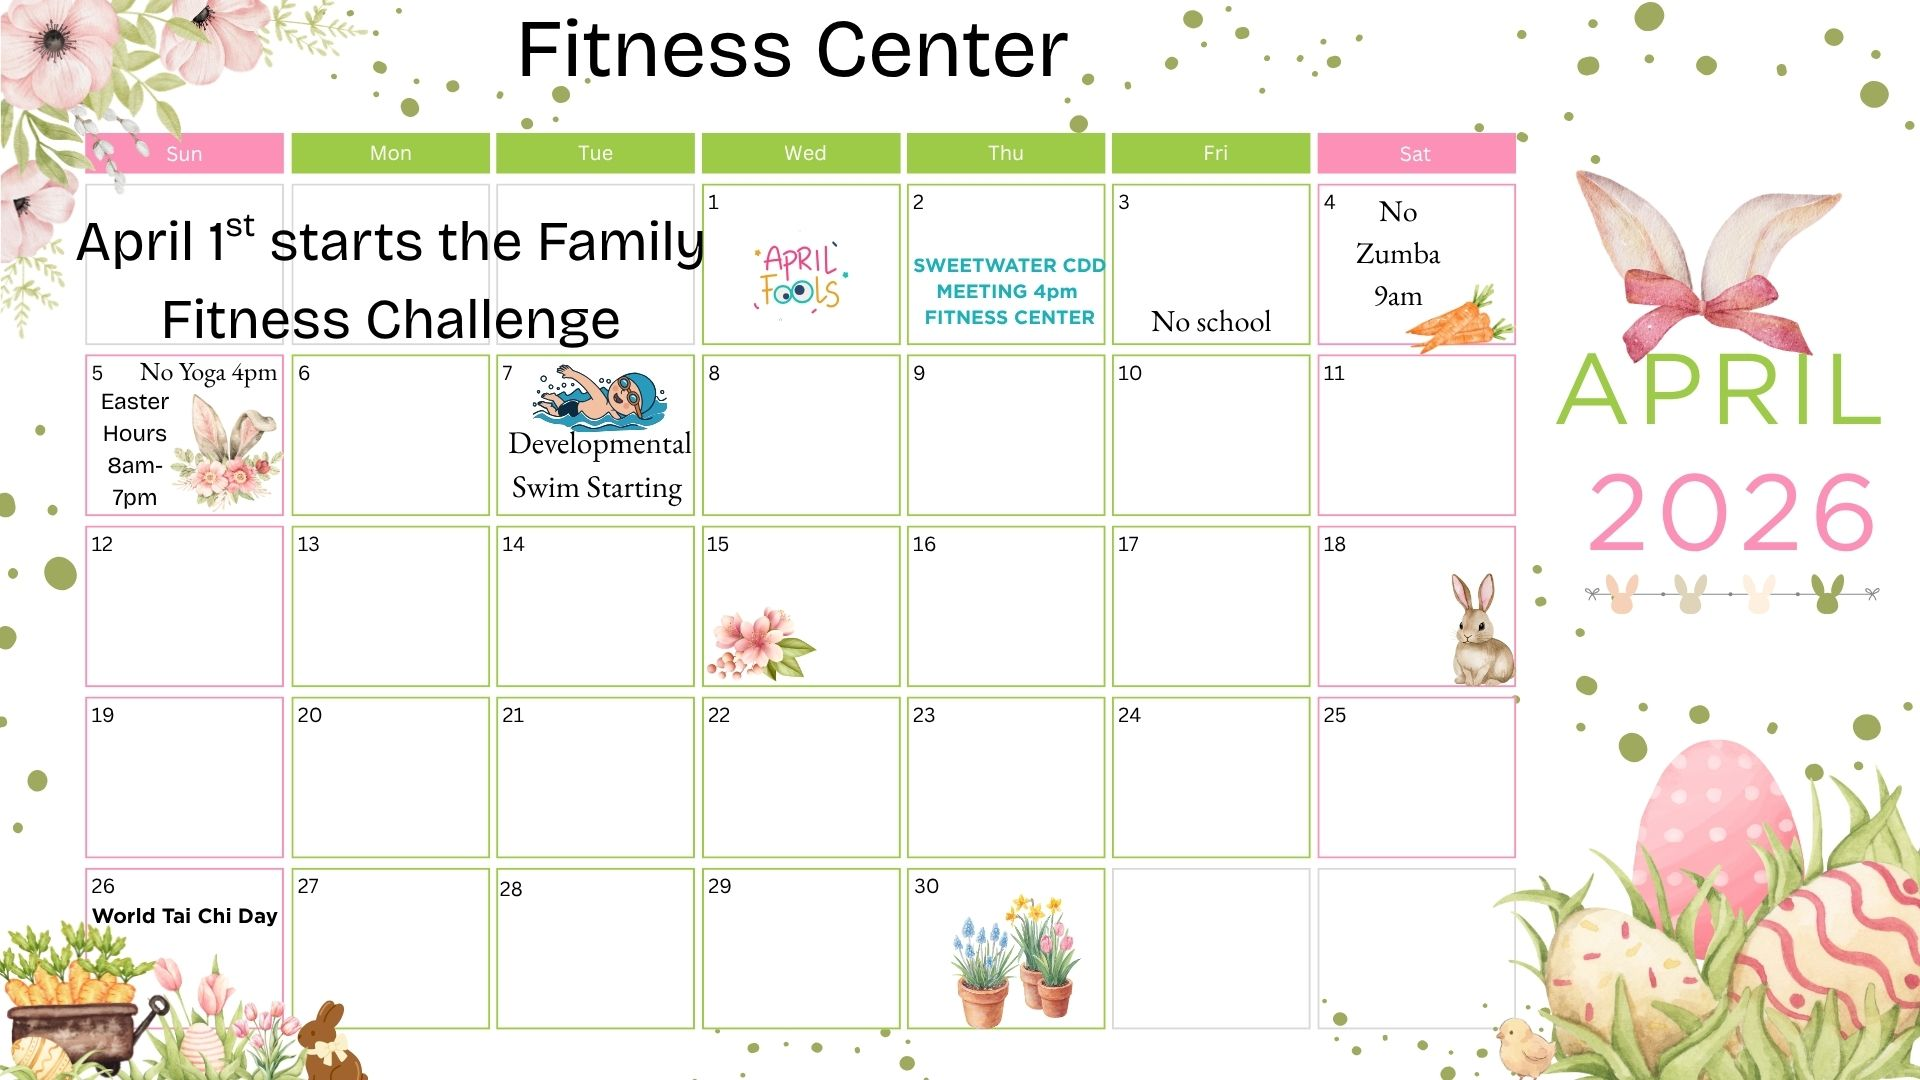 Fitness Center
Sun
Mon
Tue
Wed
Thu
Fri
Sat
April 1st starts the Family
Fitness Challenge
1
APRIL
FOOLS
2
SWEETWATER CDD
MEETING 4pm
FITNESS CENTER
3
No school
4
No
Zumba
9am
5
No Yoga 4pm
Easter
Hours
8am-
7pm
6
7
Developmental
Swim Starting
8
9
10
11
12
13
14
15
16
17
18
19
20
21
22
23
24
25
26
World Tai Chi Day
27
28
29
30
APRIL
2026